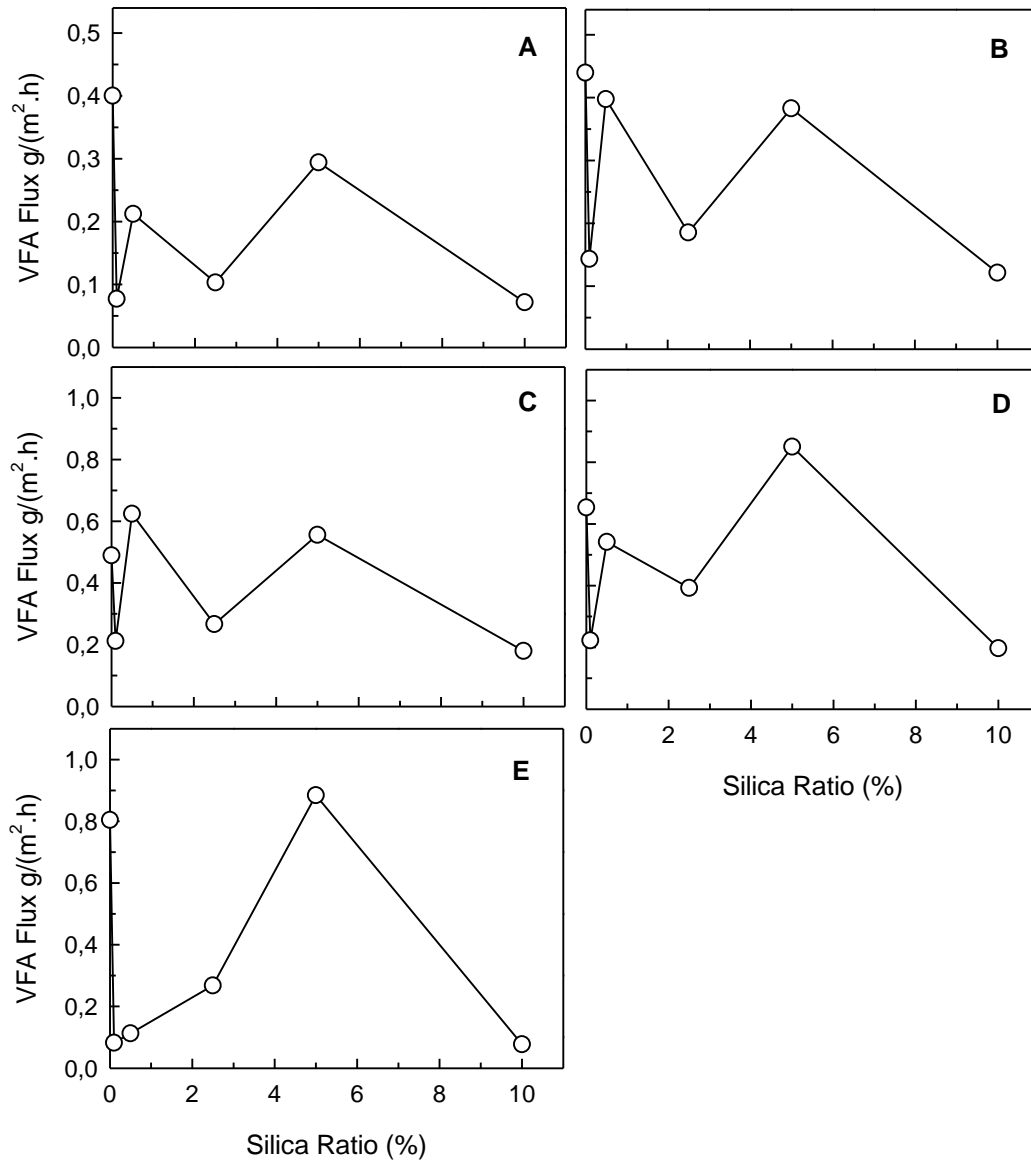 A
VFA Flux g/(m².h)
0,5
0,4
0,3
0,2
0,1
0,0
B
C
VFA Flux g/(m².h)
1,0
0,8
0,6
0,4
0,2
0,0
D
0 2 4 6 8 10
Silica Ratio (%)
E
VFA Flux g/(m².h)
1,0
0,8
0,6
0,4
0,2
0,0
0 2 4 6 8 10
Silica Ratio (%)